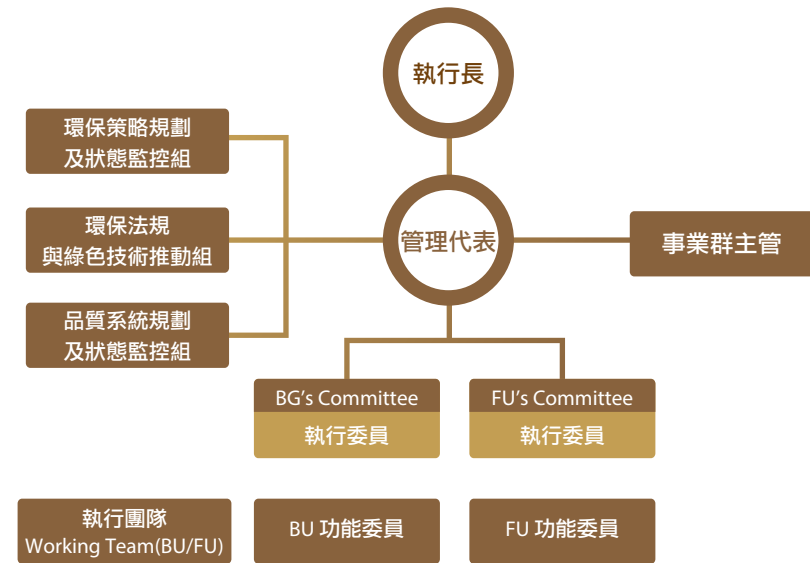 執行長
環保策略規劃
及狀態監控組
環保法規
與綠色技術推動組
品質系統規劃
及狀態監控組
管理代表
事業群主管
BG's Committee
執行委員
FU's Committee
執行委員
執行團隊
Working Team(BU/FU)
BU 功能委員
FU 功能委員